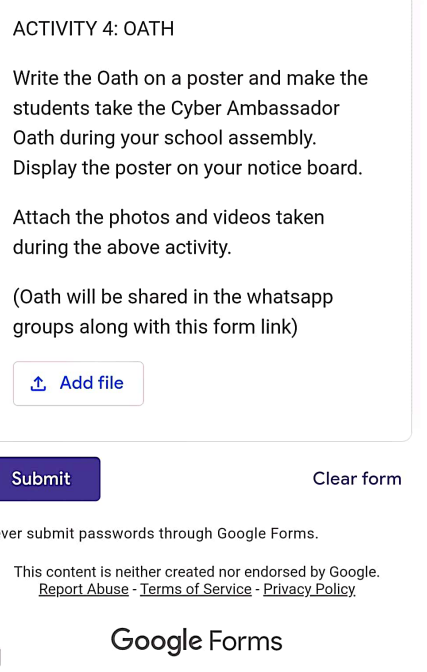 ACTIVITY 4: OATH
Write the Oath on a poster and make the
students take the Cyber Ambassador
Oath during your school assembly.
Display the poster on your notice board.
Attach the photos and videos taken
during the above activity.
(Oath will be shared in the whatsapp
groups along with this form link)
Add file
Submit
Clear form
ver submit passwords through Google Forms.
This content is neither created nor endorsed by Google.
Report Abuse - Terms of Service - Privacy Policy
Google Forms